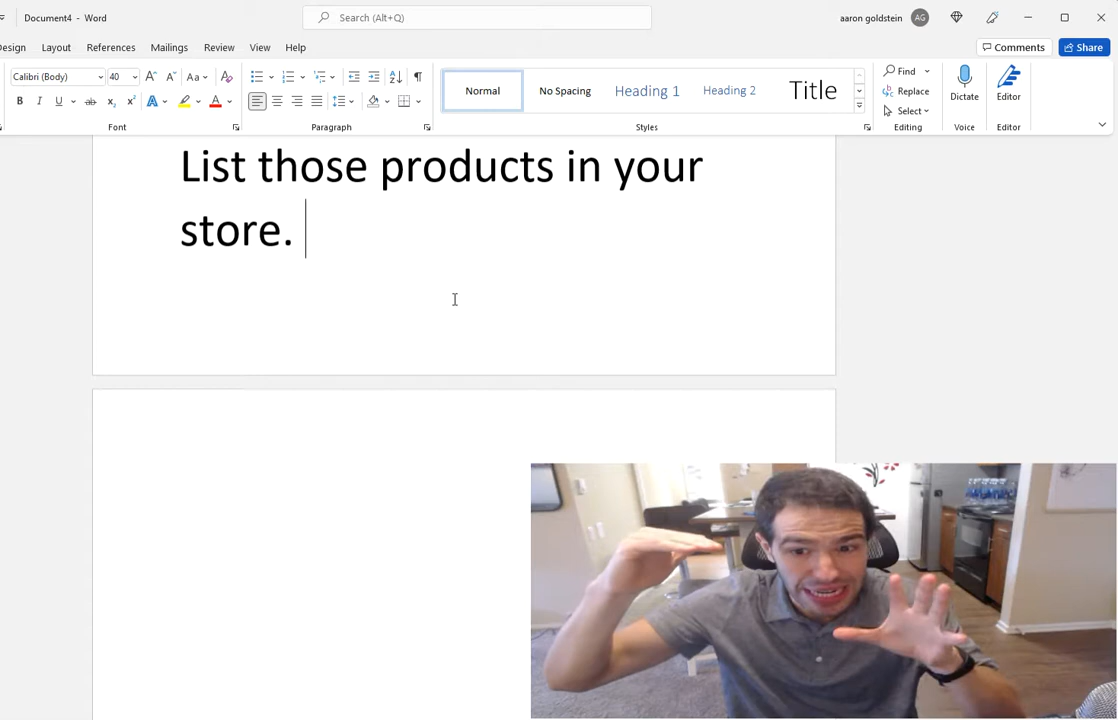 Document4 - Word
Search (Alt+Q)
aaron goldstein
AG
esign Layout References Mailings Review View Help
Comments
Share
Calibri (Body) 40
Normal
No Spacing
Heading 1
Heading 2
Title
Find
Replace
Select
Dictate
Editor
Font
Paragraph
Styles
Editing
Voice
Editor
List those products in your
store.